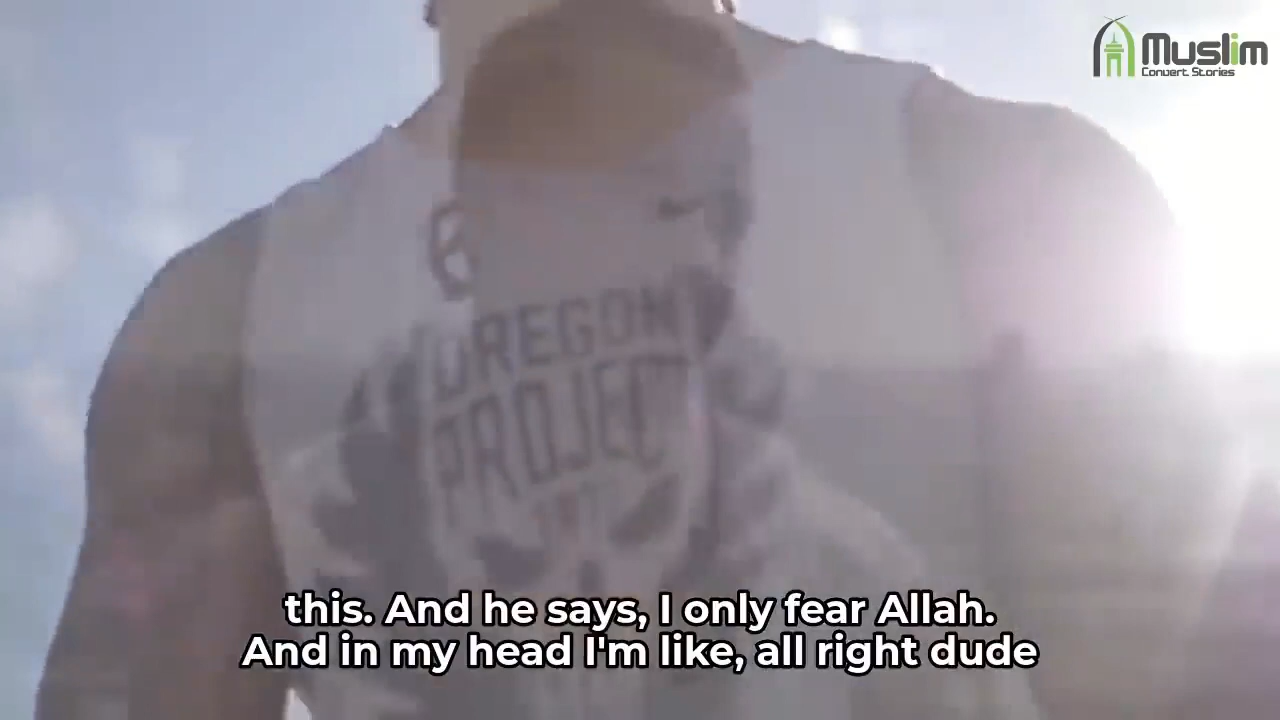 Muslim
Convert Stories
OREGON
PROJECT
this. And he says, I only fear Allah.
And in my head I'm like, all right dude